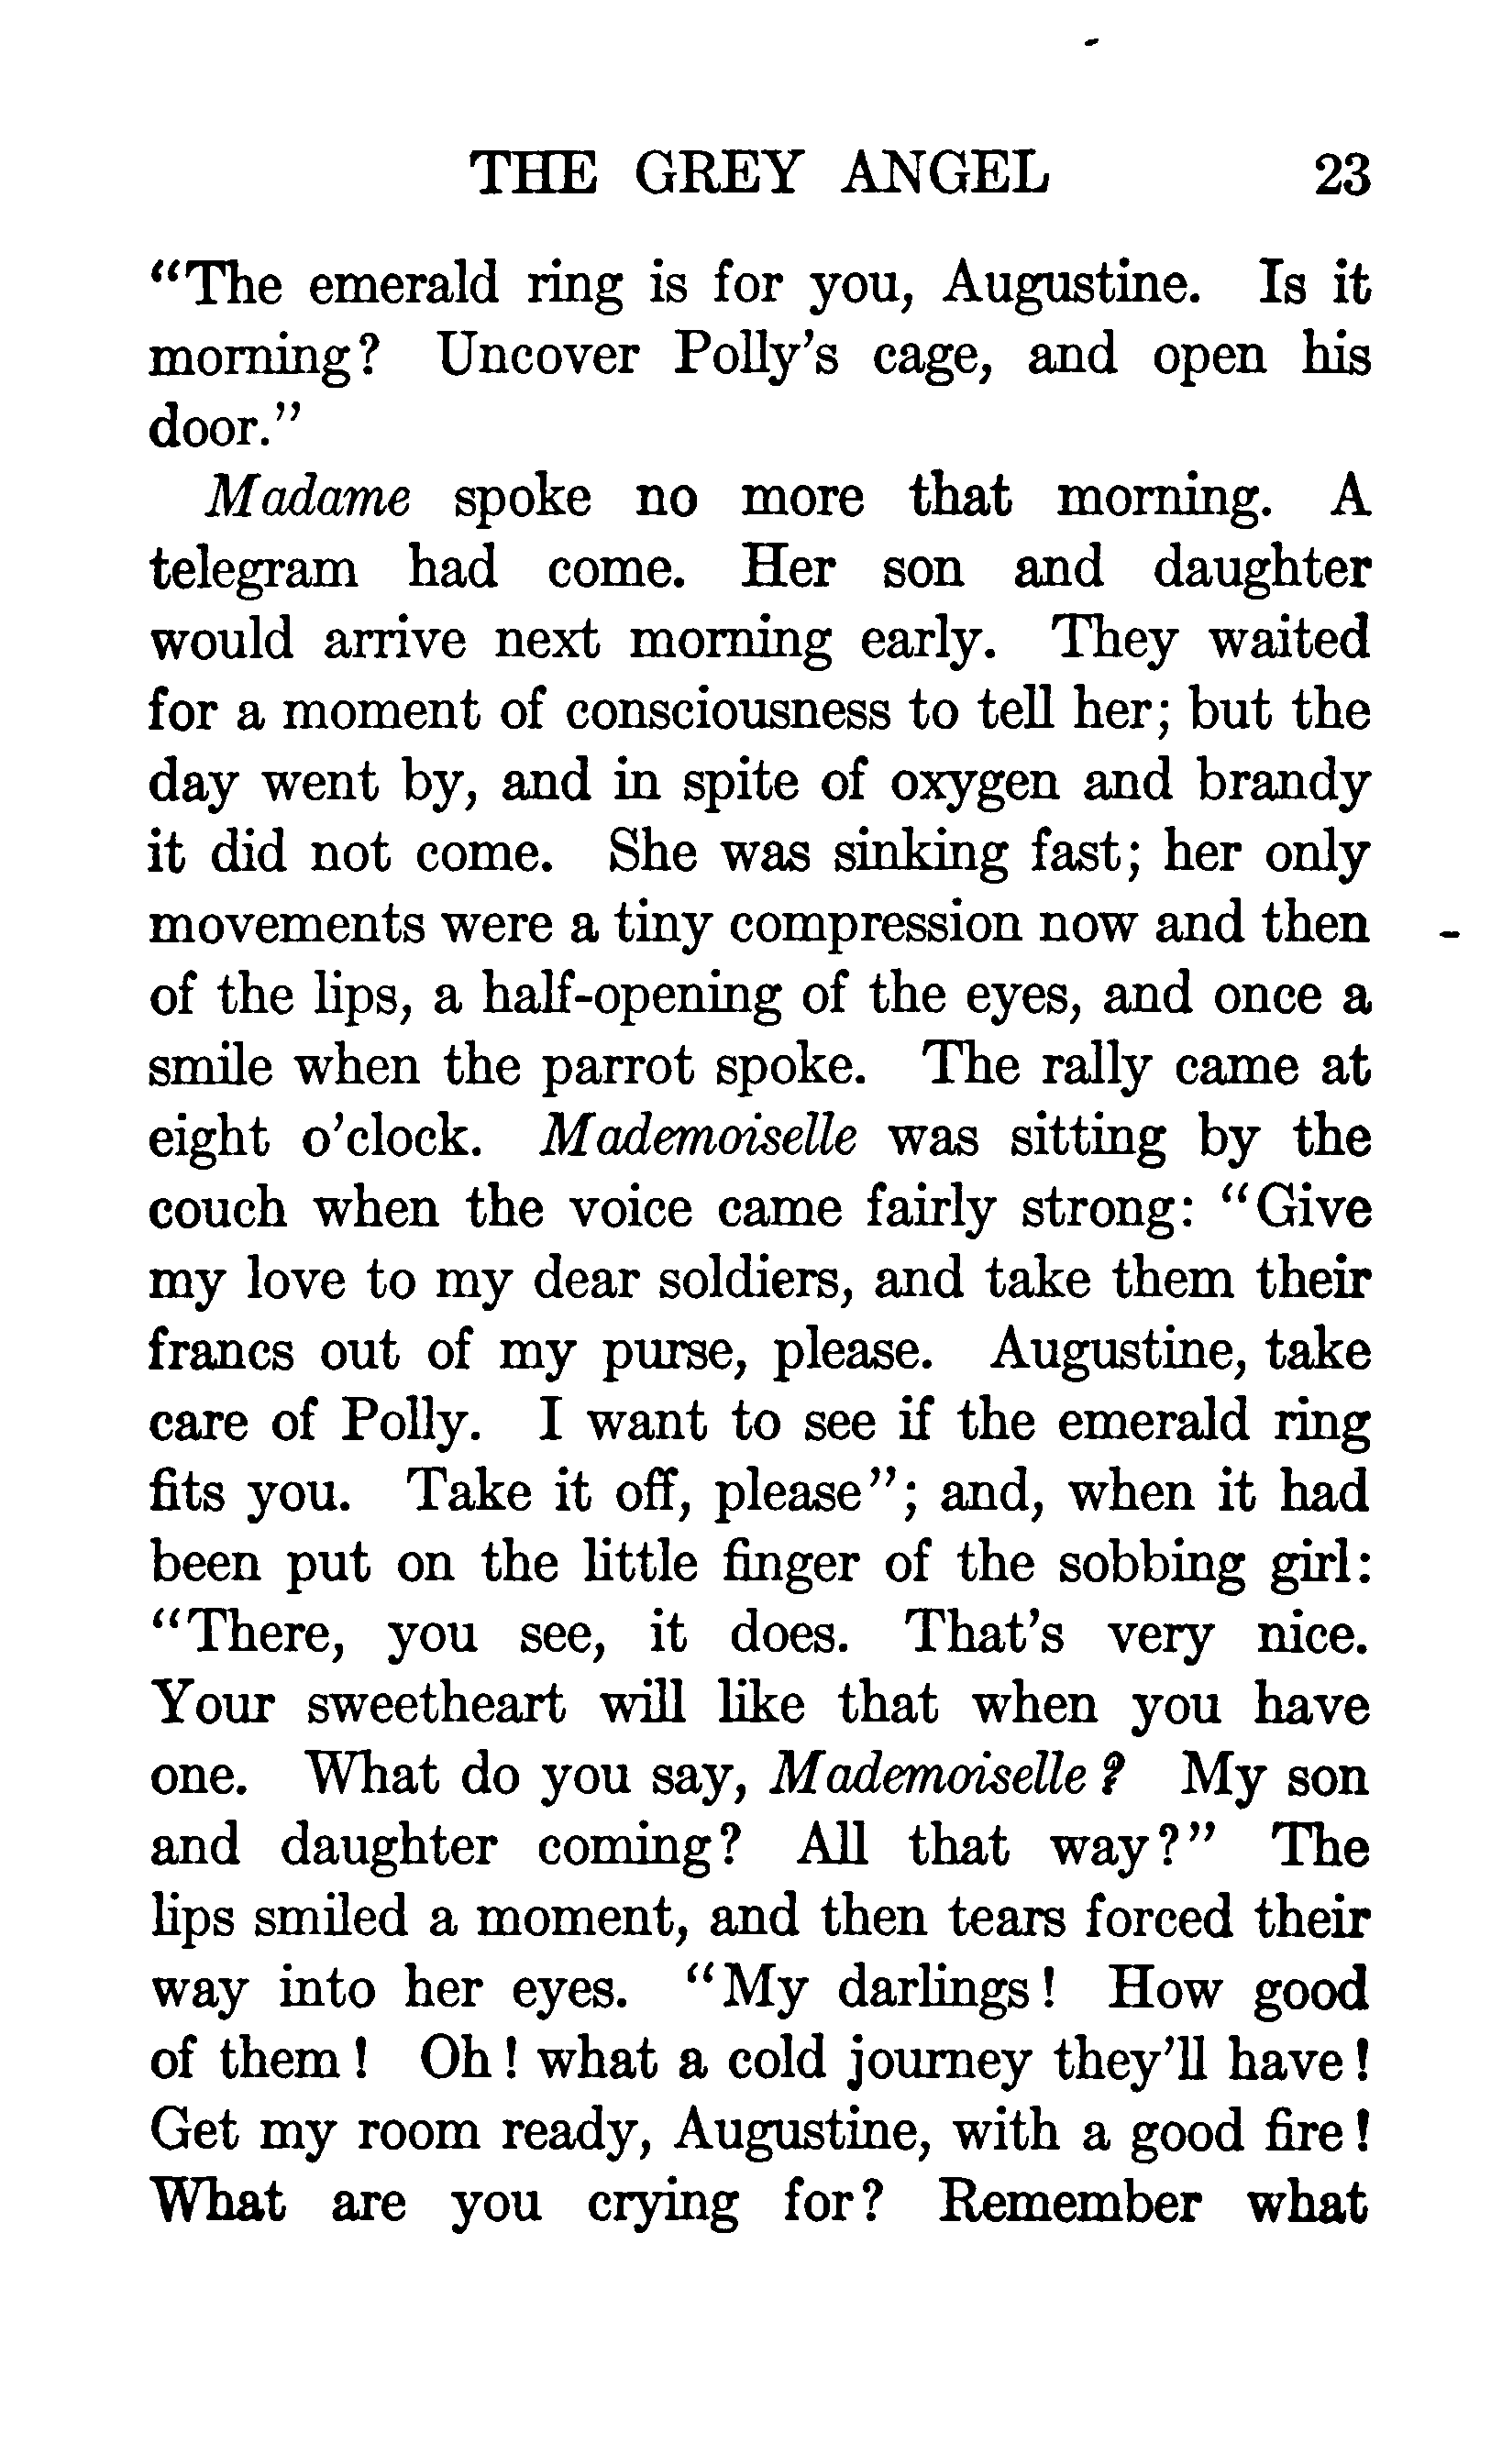 THE GREY ANGEL 23
“The emerald ring is for you, Augustine. Is it
morning? Uncover Polly’s cage, and open his
door.”
Madame spoke no more that morning. A
telegram had come. Her son and daughter
would arrive next morning early. They waited
for a moment of consciousness to tell her; but the
day went by, and in spite of oxygen and brandy
it did not come. She was sinking fast; her only
movements were a tiny compression now and then
of the lips, a half-opening of the eyes, and once a
smile when the parrot spoke. The rally came at
eight o’clock. Mademoiselle was sitting by the
couch when the voice came fairly strong: “Give
my love to my dear soldiers, and take them their
francs out of my purse, please. Augustine, take
care of Polly. I want to see if the emerald ring
fits you. Take it off, please”; and, when it had
been put on the little finger of the sobbing girl:
“There, you see, it does. That’s very nice.
Your sweetheart will like that when you have
one. What do you say, Mademoiselle? My son
and daughter coming? All that way?” The
lips smiled a moment, and then tears forced their
way into her eyes. “My darlings! How good
of them! Oh! what a cold journey they’ll have!
Get my room ready, Augustine, with a good fire!
What are you crying for? Remember what